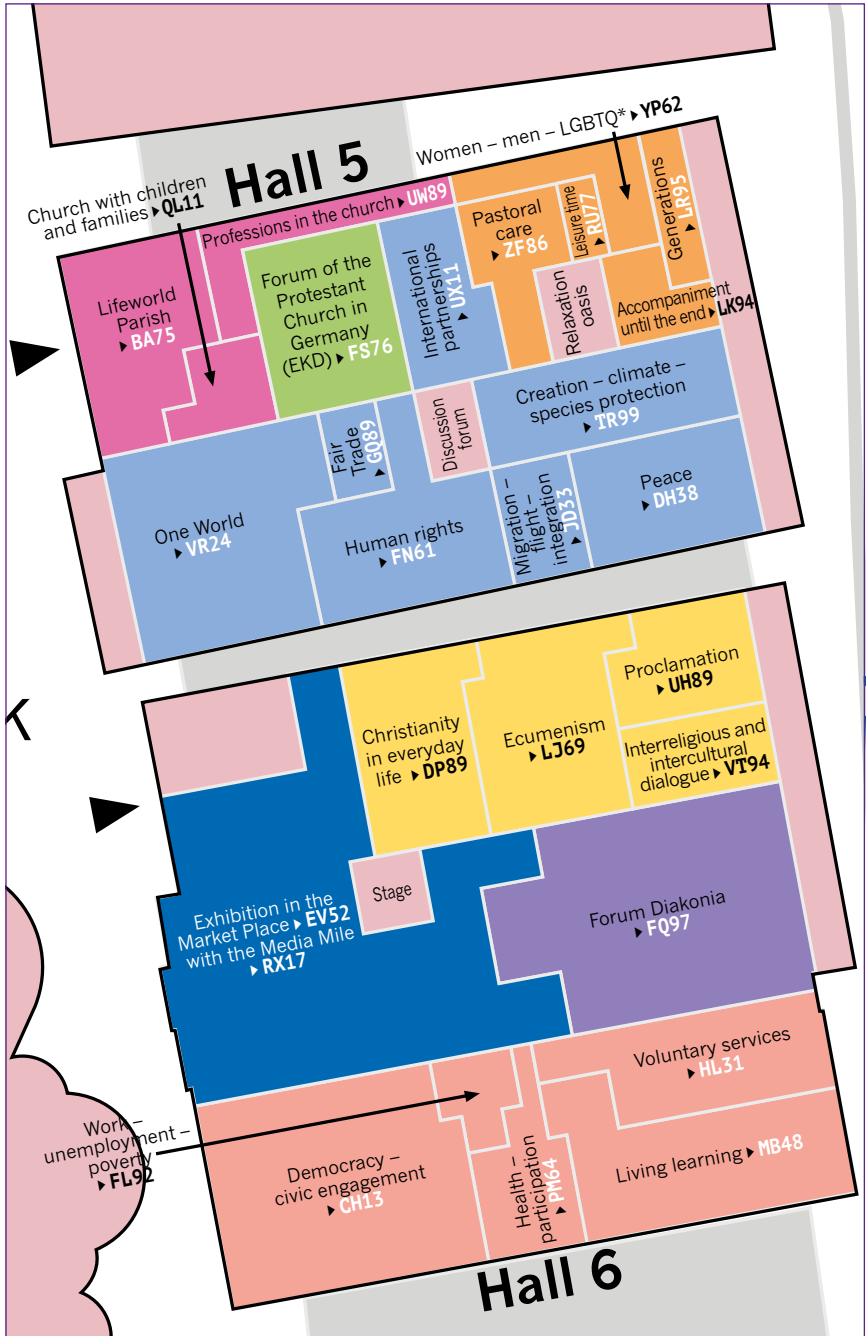 Hall 5
Women – men – LGBTQ* ▸ YP62
Church with children
and families ▸ QL11
Professions in the church ▸ UW89
Lifeworld
Parish
▸ BA75
Forum of the
Protestant
Church in
Germany
(EKD) ▸ FS76
International
partnerships
▸ UX11
Pastoral
care
▸ ZF86
Leisure time
▸ RU77
Generations
▸ LR95
Relaxation
oasis
Accompaniment
until the end ▸ LK94
Creation – climate –
species protection
▸ TR99
Discussion
forum
Fair
Trade
▸ GQ89
One World
▸ VR24
Human rights
▸ FN61
Migration –
flight –
integration
▸ JD33
Peace
▸ DH38
K
Christianity
in everyday
life ▸ DP89
Ecumenism
▸ LJ69
Proclamation
▸ UH89
Interreligious and
intercultural
dialogue ▸ VT94
Stage
Exhibition in the
Market Place ▸ EV52
with the Media Mile
▸ RX17
Forum Diakonia
▸ FQ97
Voluntary services
▸ HL31
Work –
unemployment –
poverty
▸ FL92
Democracy –
civic engagement
▸ CH13
Health –
participation
▸ PM64
Living learning ▸ MB48
Hall 6